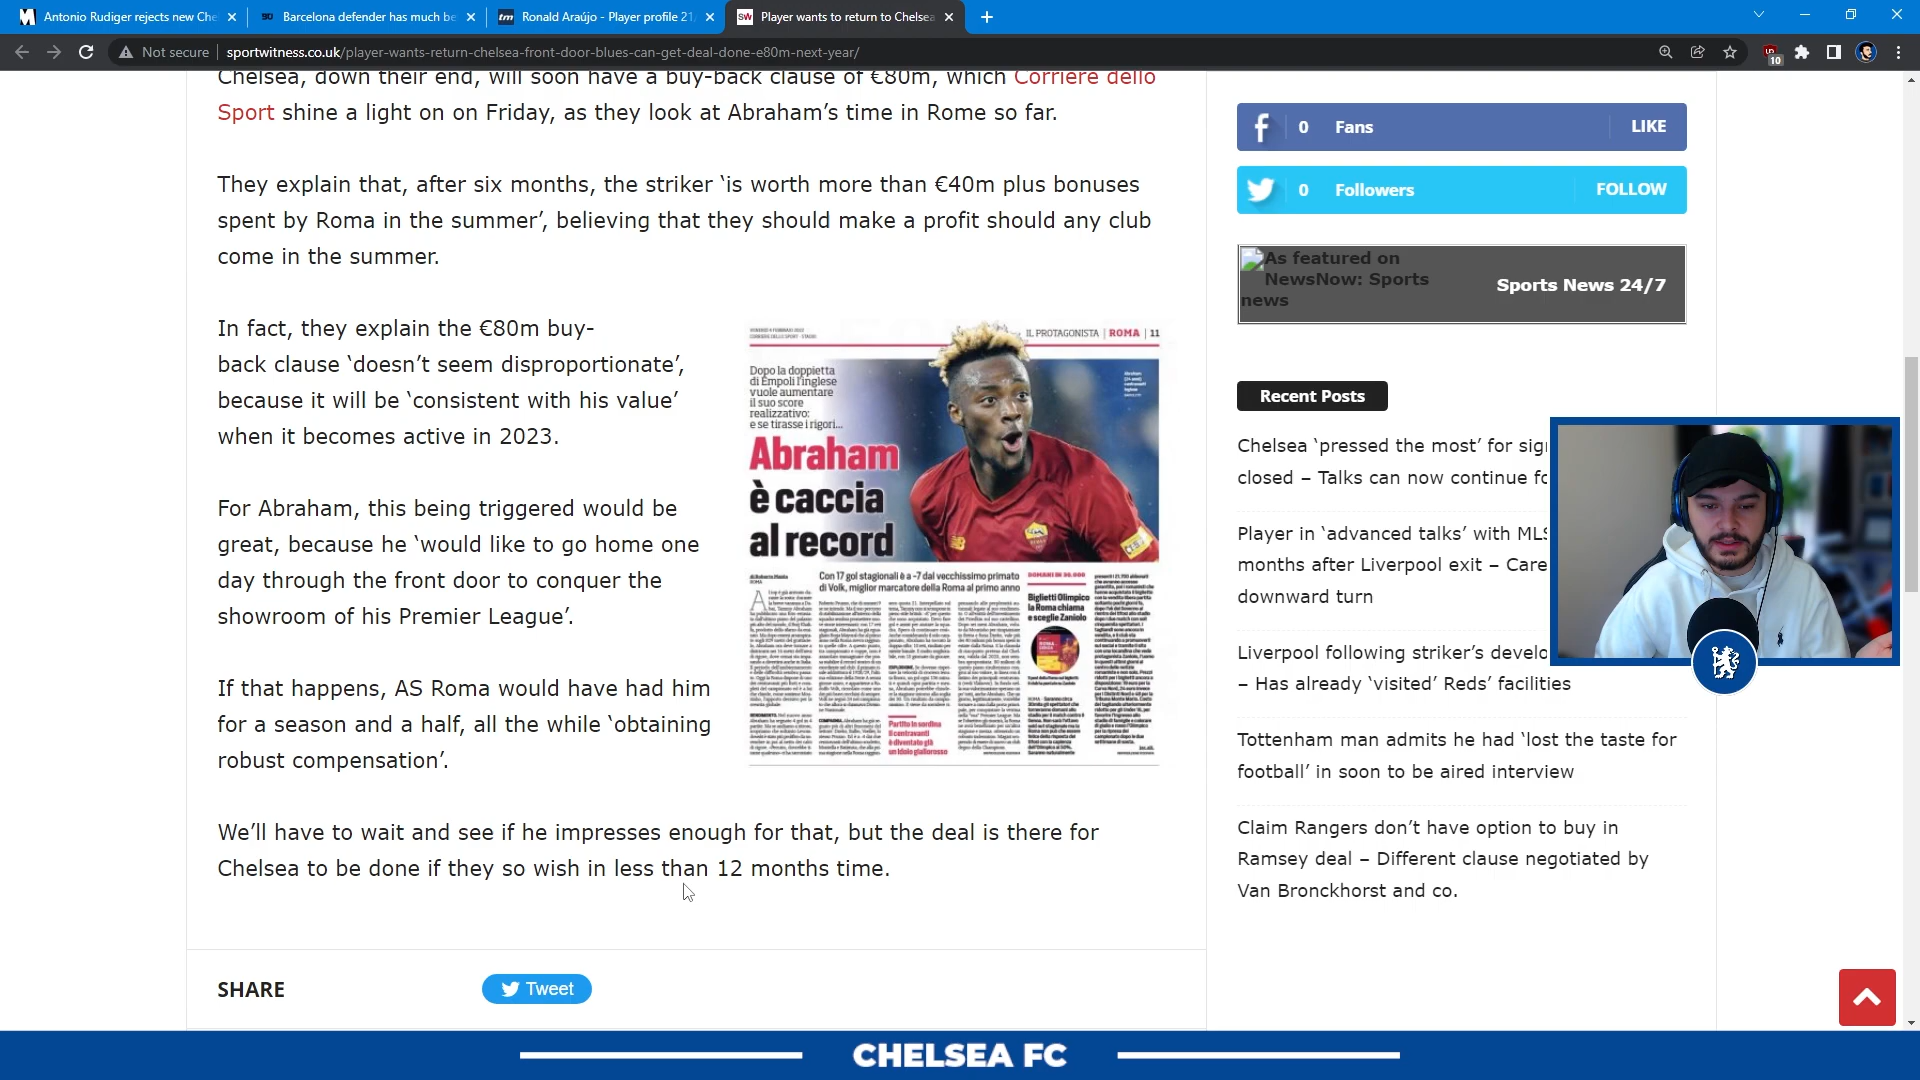 Antonio Rudiger rejects new Che
Barcelona defender has much be
Ronald Araújo - Player profile 21
Player wants to return to Chelsea
Not secure
sportwitness.co.uk/player-wants-return-chelsea-front-door-blues-can-get-deal-done-e80m-next-year/
10
Chelsea, down their end, will soon have a buy-back clause of €80m, which Corriere dello
Sport shine a light on on Friday, as they look at Abraham’s time in Rome so far.
They explain that, after six months, the striker ‘is worth more than €40m plus bonuses
spent by Roma in the summer’, believing that they should make a profit should any club
come in the summer.
In fact, they explain the €80m buy-
back clause ‘doesn’t seem disproportionate’,
because it will be ‘consistent with his value’
when it becomes active in 2023.
For Abraham, this being triggered would be
great, because he ‘would like to go home one
day through the front door to conquer the
showroom of his Premier League’.
If that happens, AS Roma would have had him
for a season and a half, all the while ‘obtaining
robust compensation’.
We’ll have to wait and see if he impresses enough for that, but the deal is there for
Chelsea to be done if they so wish in less than 12 months time.
IL PROTAGONISTA | ROMA | 11
Dopo la doppietta
di Empoli l'inglese
vuole aumentare
il suo score
realizzativo:
e se tirasse i rigori...
Abraham
è caccia
al record
Con 17 gol stagionali è a -7 dal vecchissimo primato
di Volk, miglior marcatore della Roma al primo anno
Biglietti Olimpico
la Roma chiama
e sceglie Zaniolo
SHARE
Tweet
0 Fans LIKE
0 Followers FOLLOW
As featured on
NewsNow: Sports
news
Sports News 24/7
Recent Posts
Chelsea ‘pressed the most’ for sig
closed – Talks can now continue fo
Player in ‘advanced talks’ with MLS
months after Liverpool exit – Care
downward turn
Liverpool following striker’s develo
– Has already ‘visited’ Reds’ facilities
Tottenham man admits he had ‘lost the taste for
football’ in soon to be aired interview
Claim Rangers don’t have option to buy in
Ramsey deal – Different clause negotiated by
Van Bronckhorst and co.
CHELSEA FC